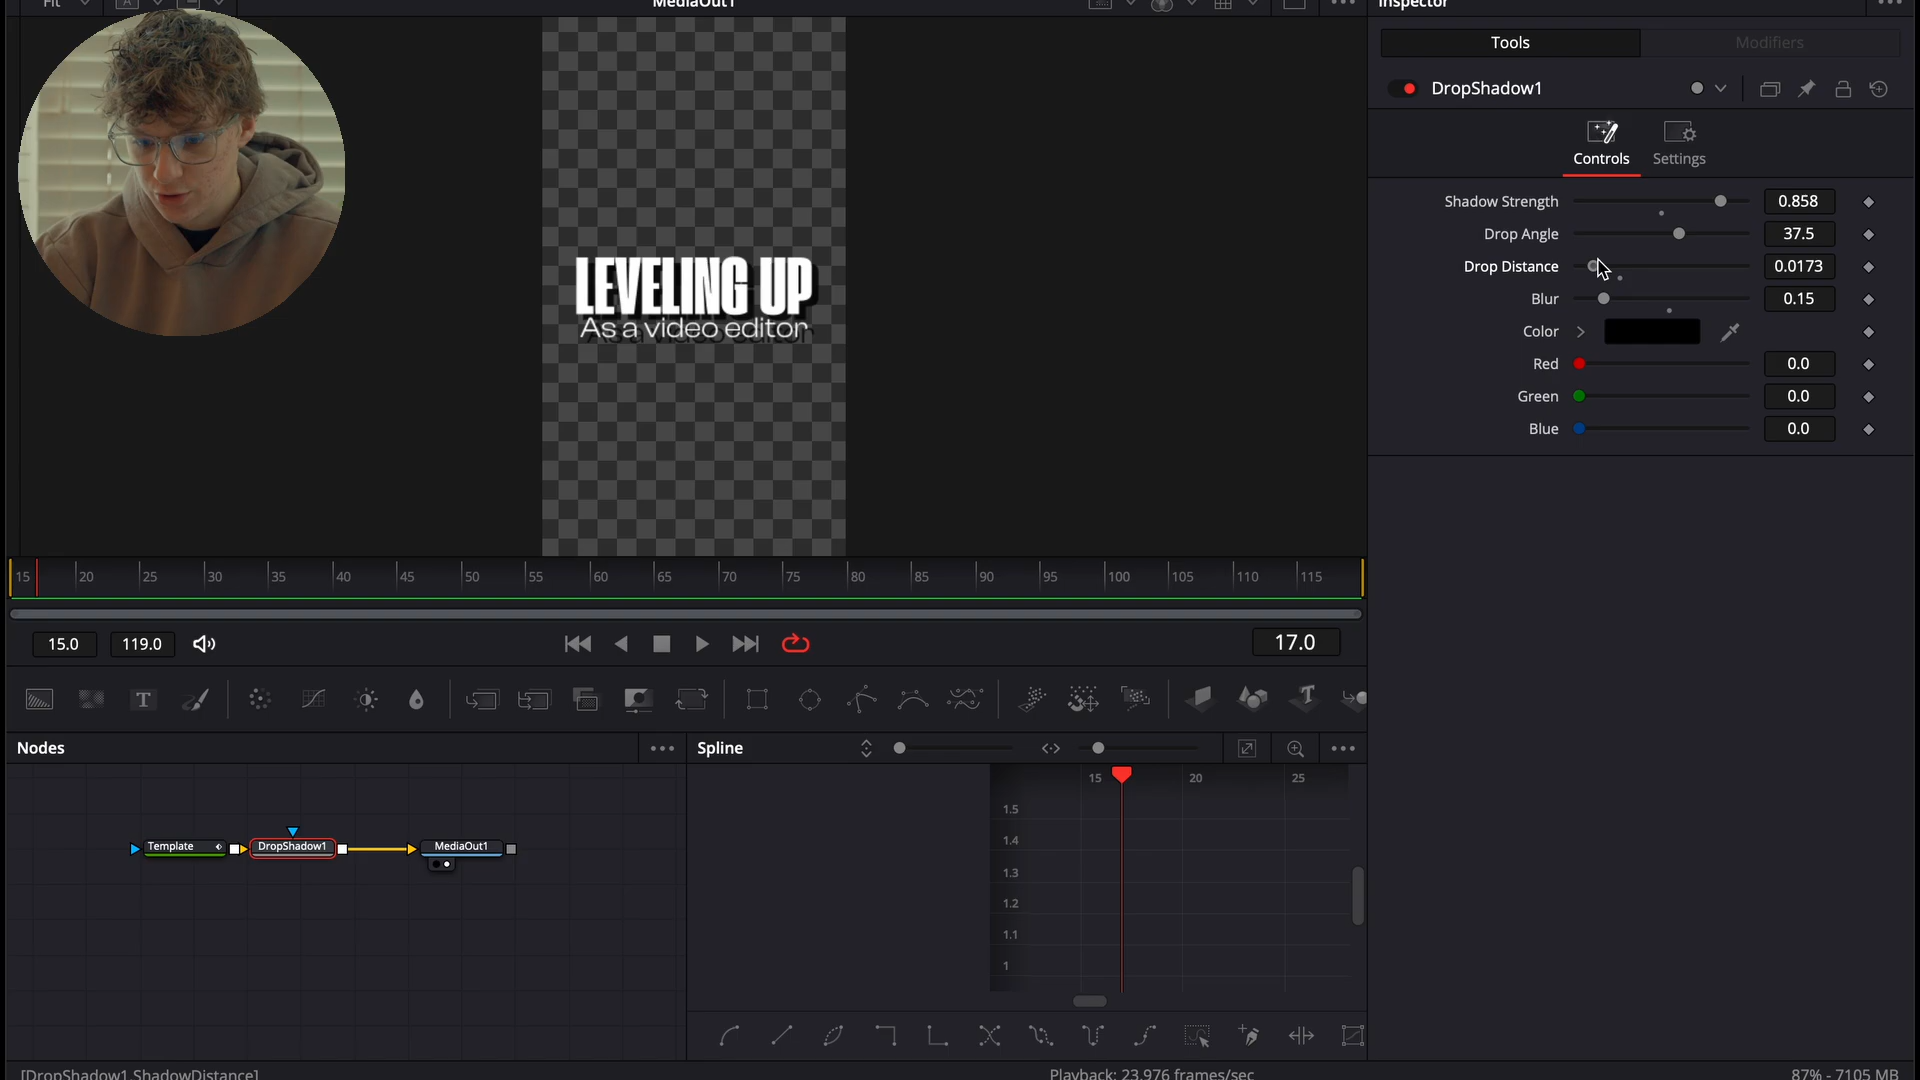 Fit
MediaOut1
Inspector
Tools
Modifiers
DropShadow1
Controls
Settings
Shadow Strength 0.858
Drop Angle 37.5
Drop Distance 0.0173
Blur 0.15
Color
Red 0.0
Green 0.0
Blue 0.0
LEVELING UP
As a video editor
15 20 25 30 35 40 45 50 55 60 65 70 75 80 85 90 95 100 105 110 115
15.0 119.0 17.0
T
Nodes
Spline
15 20 25
1.5
1.4
1.3
1.2
1.1
1
Template DropShadow1 MediaOut1
[DropShadow1.ShadowDistance]
Playback: 23.976 frames/sec
87% - 7105 MB